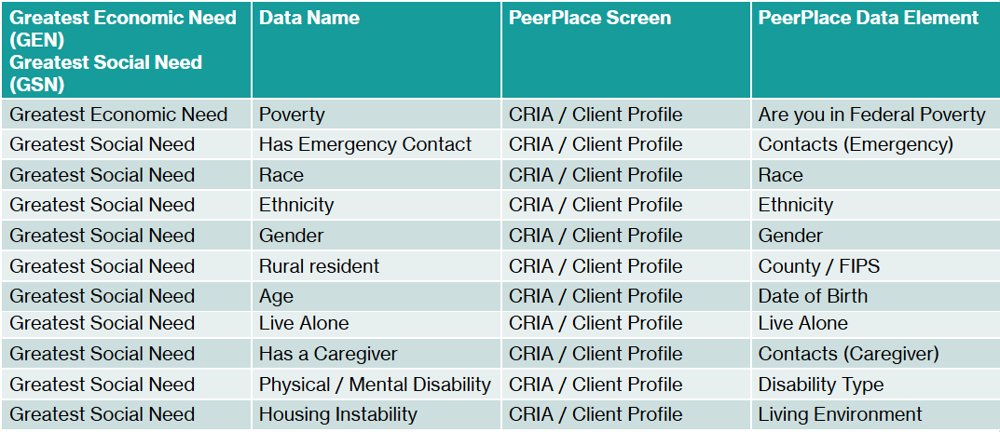 Greatest Economic Need (GEN) Greatest Social Need (GSN) | Data Name | PeerPlace Screen | PeerPlace Data Element
Greatest Economic Need | Poverty | CRIA / Client Profile | Are you in Federal Poverty
Greatest Social Need | Has Emergency Contact | CRIA / Client Profile | Contacts (Emergency)
Greatest Social Need | Race | CRIA / Client Profile | Race
Greatest Social Need | Ethnicity | CRIA / Client Profile | Ethnicity
Greatest Social Need | Gender | CRIA / Client Profile | Gender
Greatest Social Need | Rural resident | CRIA / Client Profile | County / FIPS
Greatest Social Need | Age | CRIA / Client Profile | Date of Birth
Greatest Social Need | Live Alone | CRIA / Client Profile | Live Alone
Greatest Social Need | Has a Caregiver | CRIA / Client Profile | Contacts (Caregiver)
Greatest Social Need | Physical / Mental Disability | CRIA / Client Profile | Disability Type
Greatest Social Need | Housing Instability | CRIA / Client Profile | Living Environment